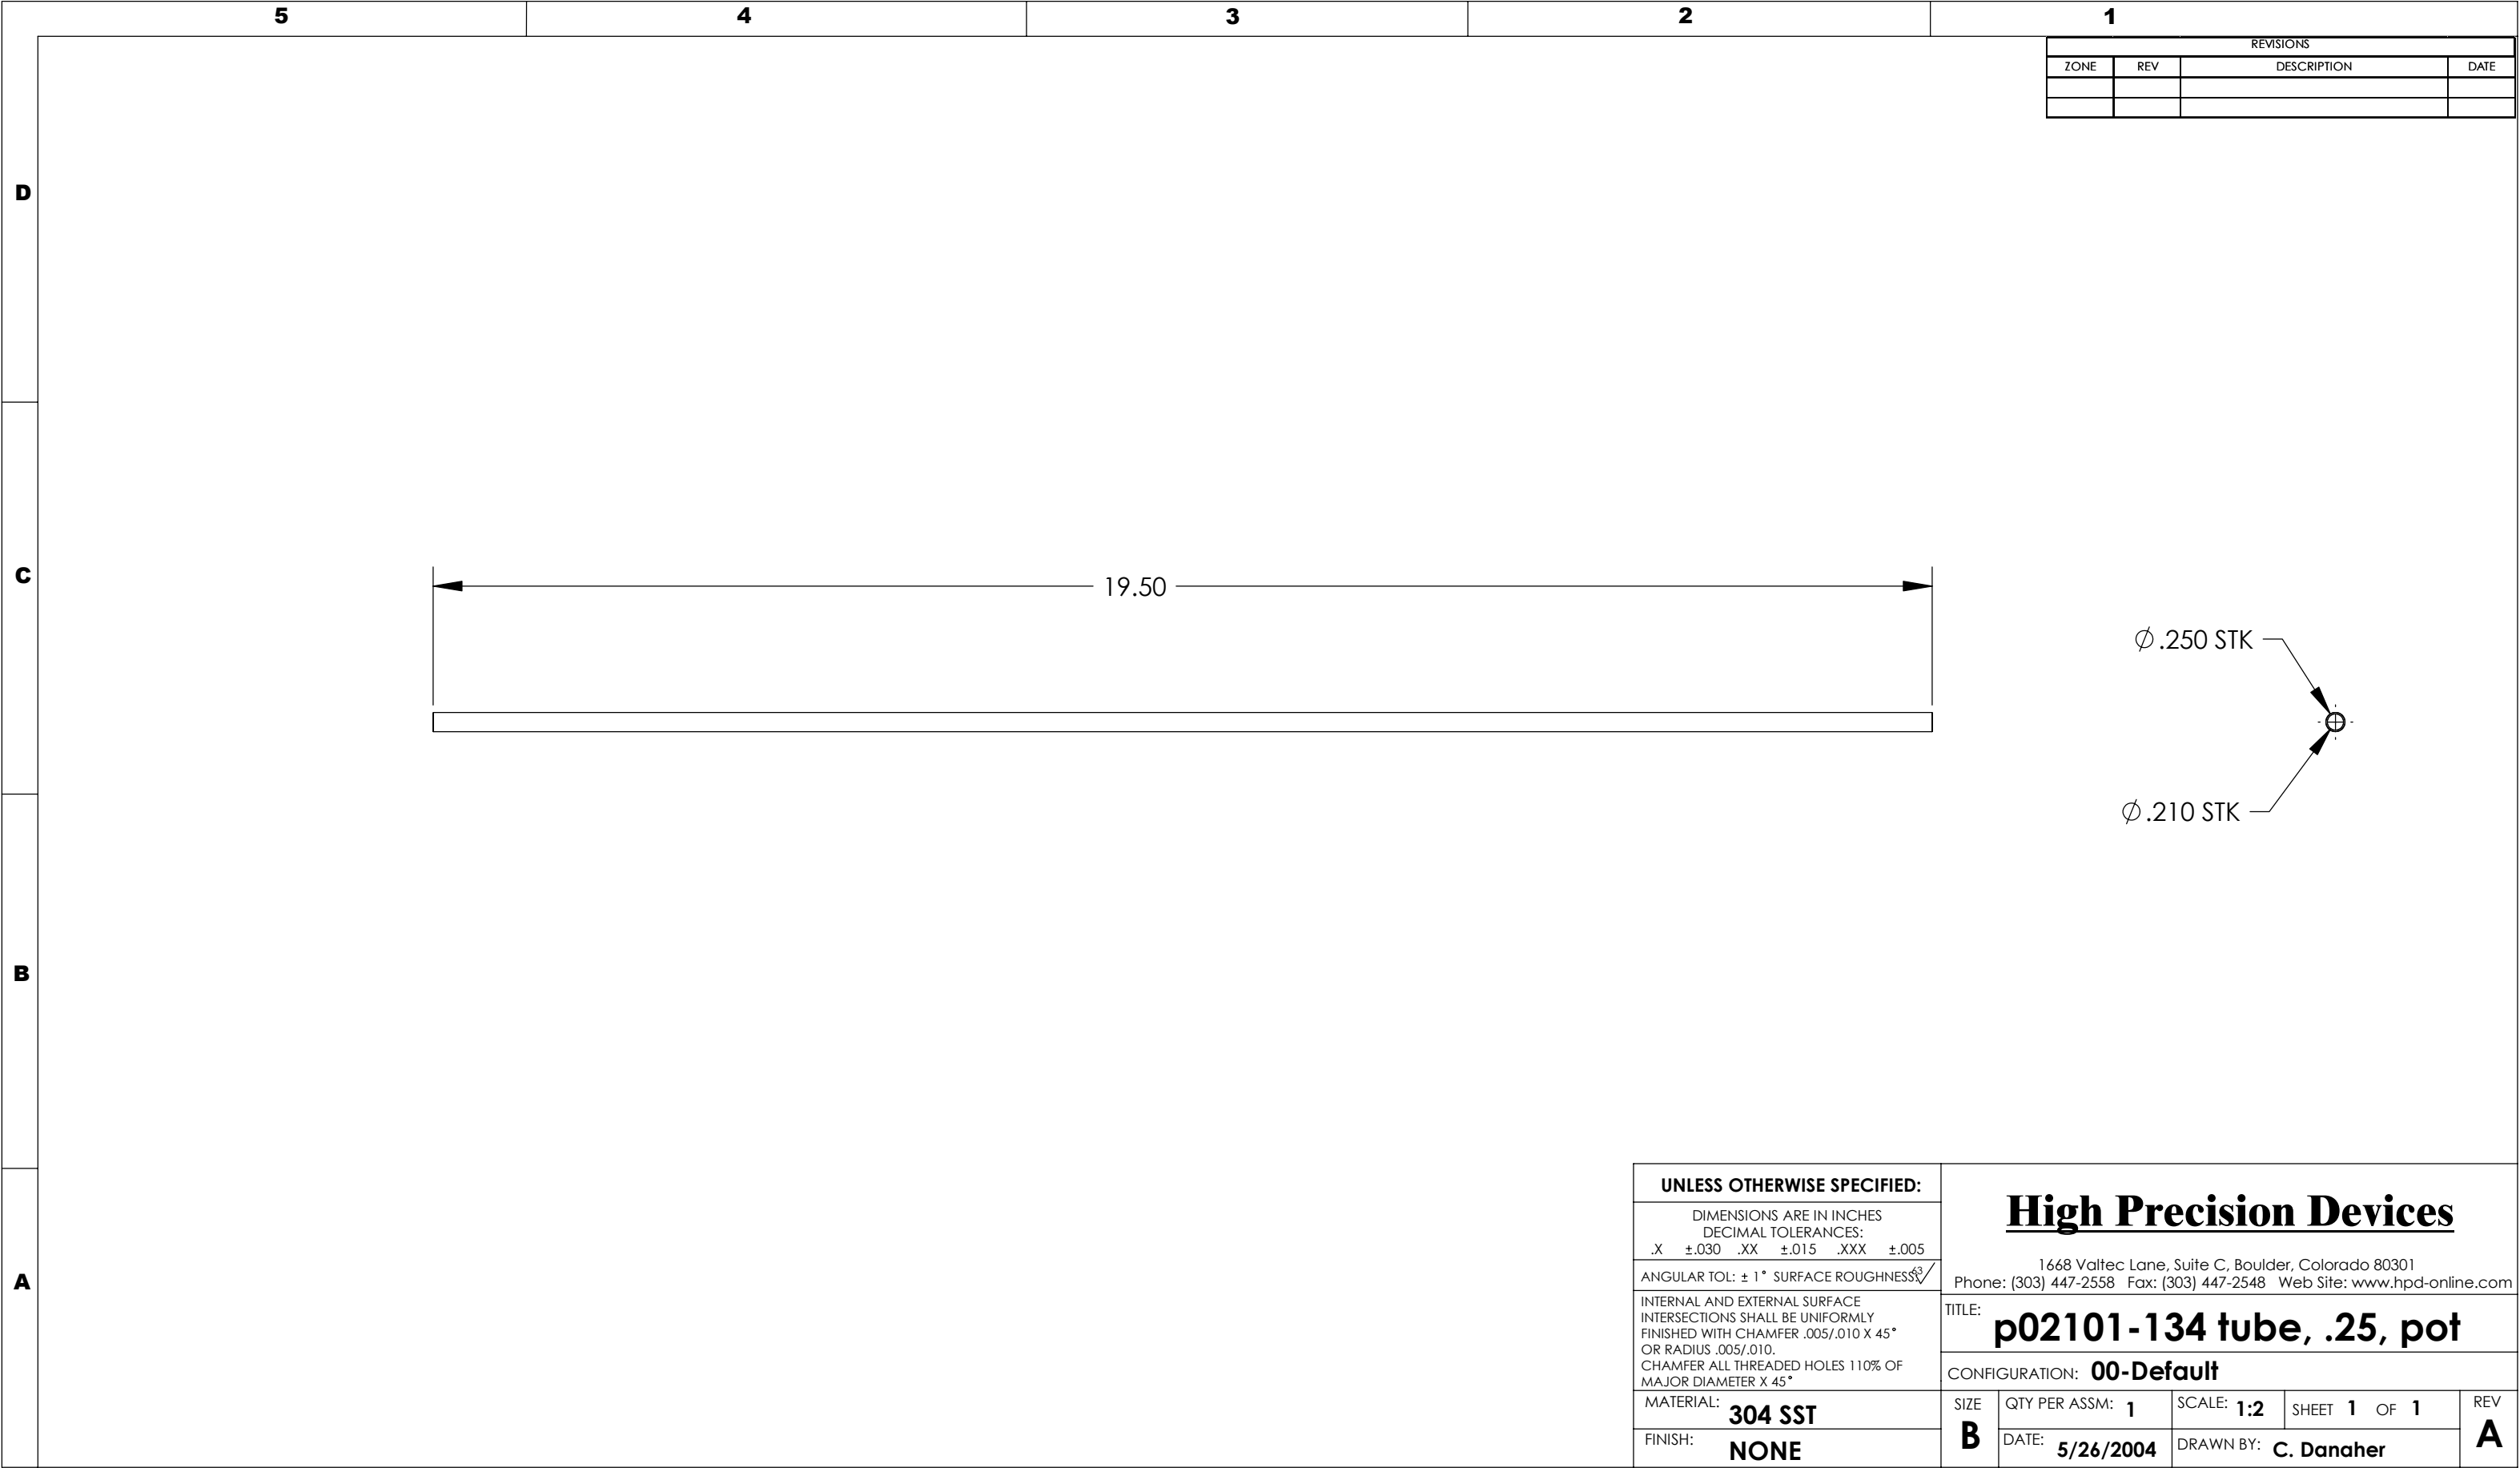 5 4 3 2 1
REVISIONS
ZONE REV DESCRIPTION DATE
D
C
B
A
19.50
∅.250 STK
∅.210 STK
UNLESS OTHERWISE SPECIFIED:
DIMENSIONS ARE IN INCHES
DECIMAL TOLERANCES:
.X ±.030 .XX ±.015 .XXX ±.005
ANGULAR TOL: ± 1° SURFACE ROUGHNESS 63
INTERNAL AND EXTERNAL SURFACE
INTERSECTIONS SHALL BE UNIFORMLY
FINISHED WITH CHAMFER .005/.010 X 45°
OR RADIUS .005/.010.
CHAMFER ALL THREADED HOLES 110% OF
MAJOR DIAMETER X 45°
MATERIAL: 304 SST
FINISH: NONE
High Precision Devices
1668 Valtec Lane, Suite C, Boulder, Colorado 80301
Phone: (303) 447-2558 Fax: (303) 447-2548 Web Site: www.hpd-online.com
TITLE: p02101-134 tube, .25, pot
CONFIGURATION: 00-Default
SIZE B
QTY PER ASSM: 1
SCALE: 1:2
SHEET 1 OF 1
REV A
DATE: 5/26/2004
DRAWN BY: C. Danaher